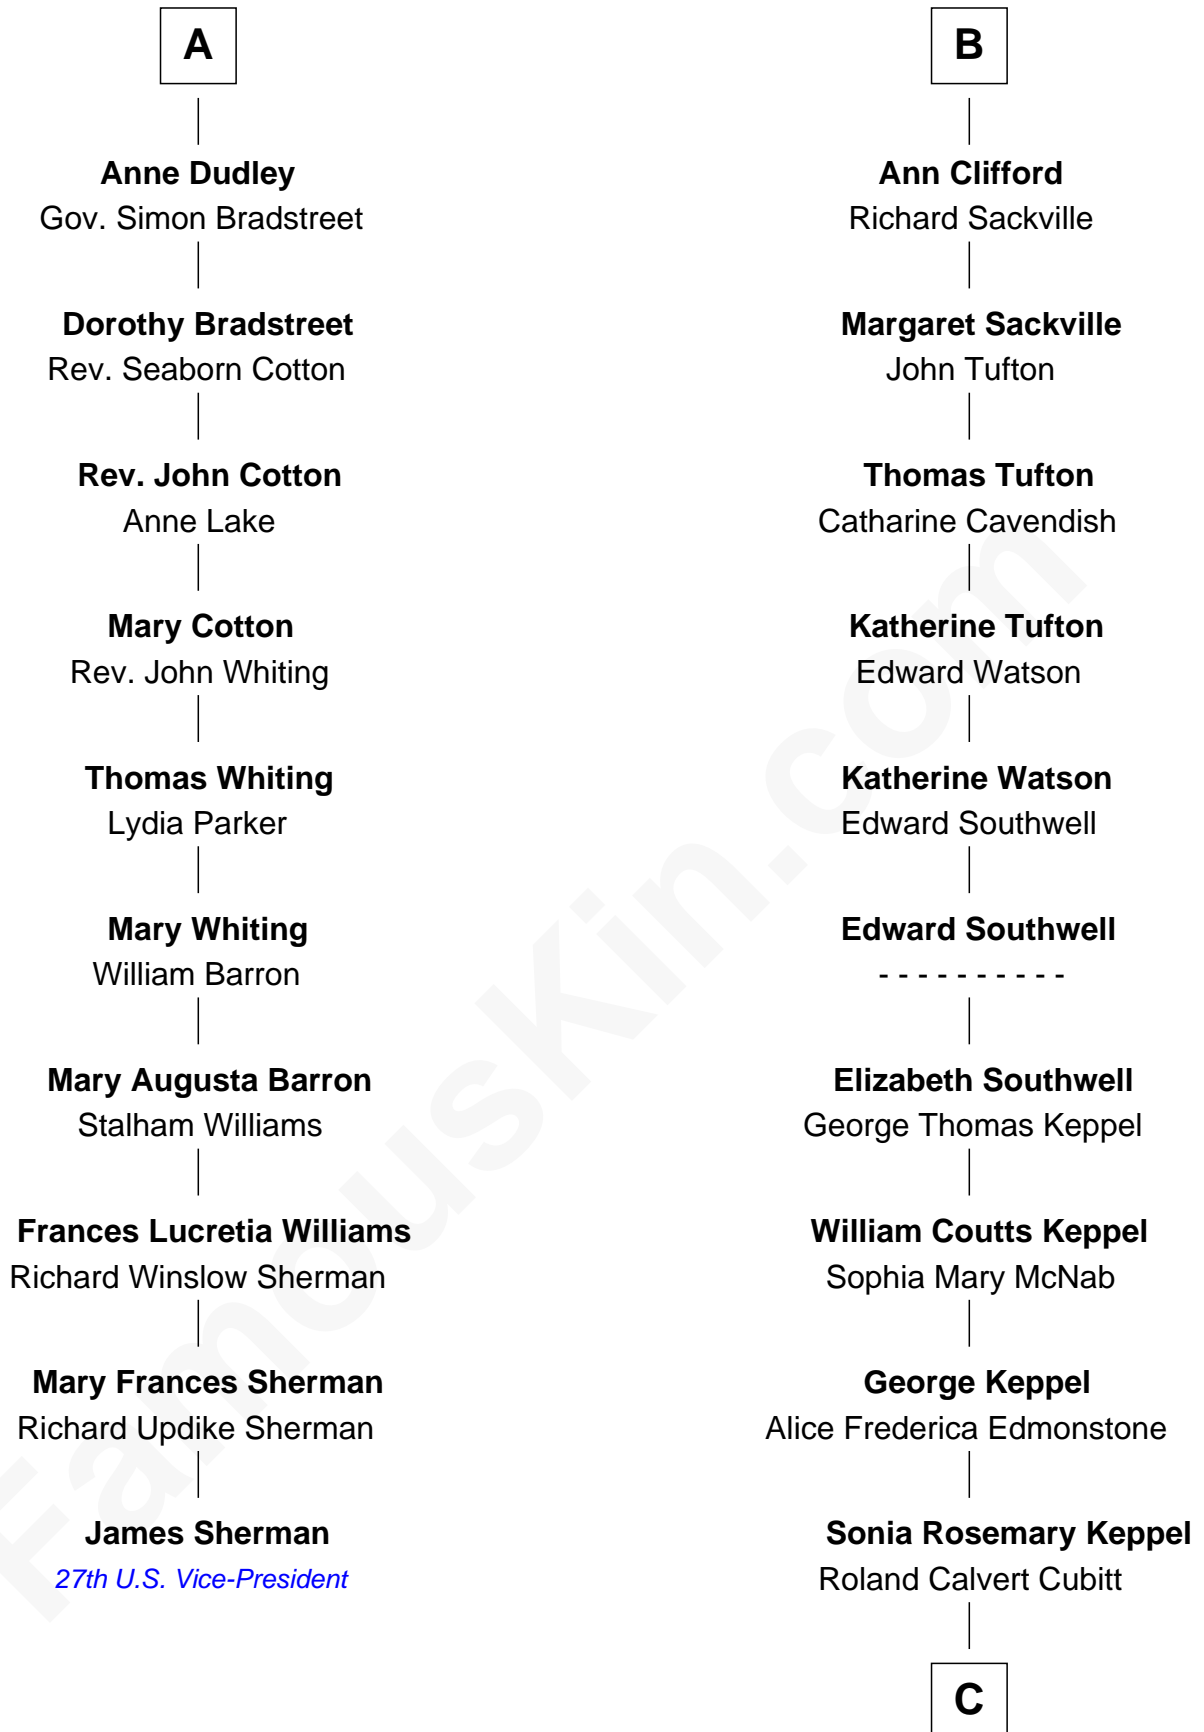 A
Anne Dudley
Gov. Simon Bradstreet
Dorothy Bradstreet
Rev. Seaborn Cotton
Rev. John Cotton
Anne Lake
Mary Cotton
Rev. John Whiting
Thomas Whiting
Lydia Parker
Mary Whiting
William Barron
Mary Augusta Barron
Stalham Williams
Frances Lucretia Williams
Richard Winslow Sherman
Mary Frances Sherman
Richard Updike Sherman
James Sherman
27th U.S. Vice-President
B
Ann Clifford
Richard Sackville
Margaret Sackville
John Tufton
Thomas Tufton
Catharine Cavendish
Katherine Tufton
Edward Watson
Katherine Watson
Edward Southwell
Edward Southwell
- - - - - - - - - -
Elizabeth Southwell
George Thomas Keppel
William Coutts Keppel
Sophia Mary McNab
George Keppel
Alice Frederica Edmonstone
Sonia Rosemary Keppel
Roland Calvert Cubitt
C
FamousKin.com